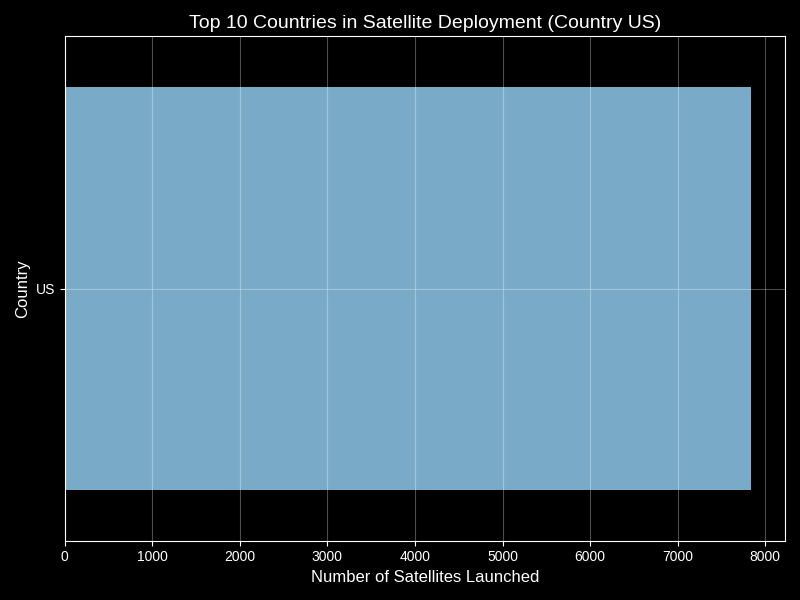 Top 10 Countries in Satellite Deployment (Country US)
Country
US
0 1000 2000 3000 4000 5000 6000 7000 8000
Number of Satellites Launched